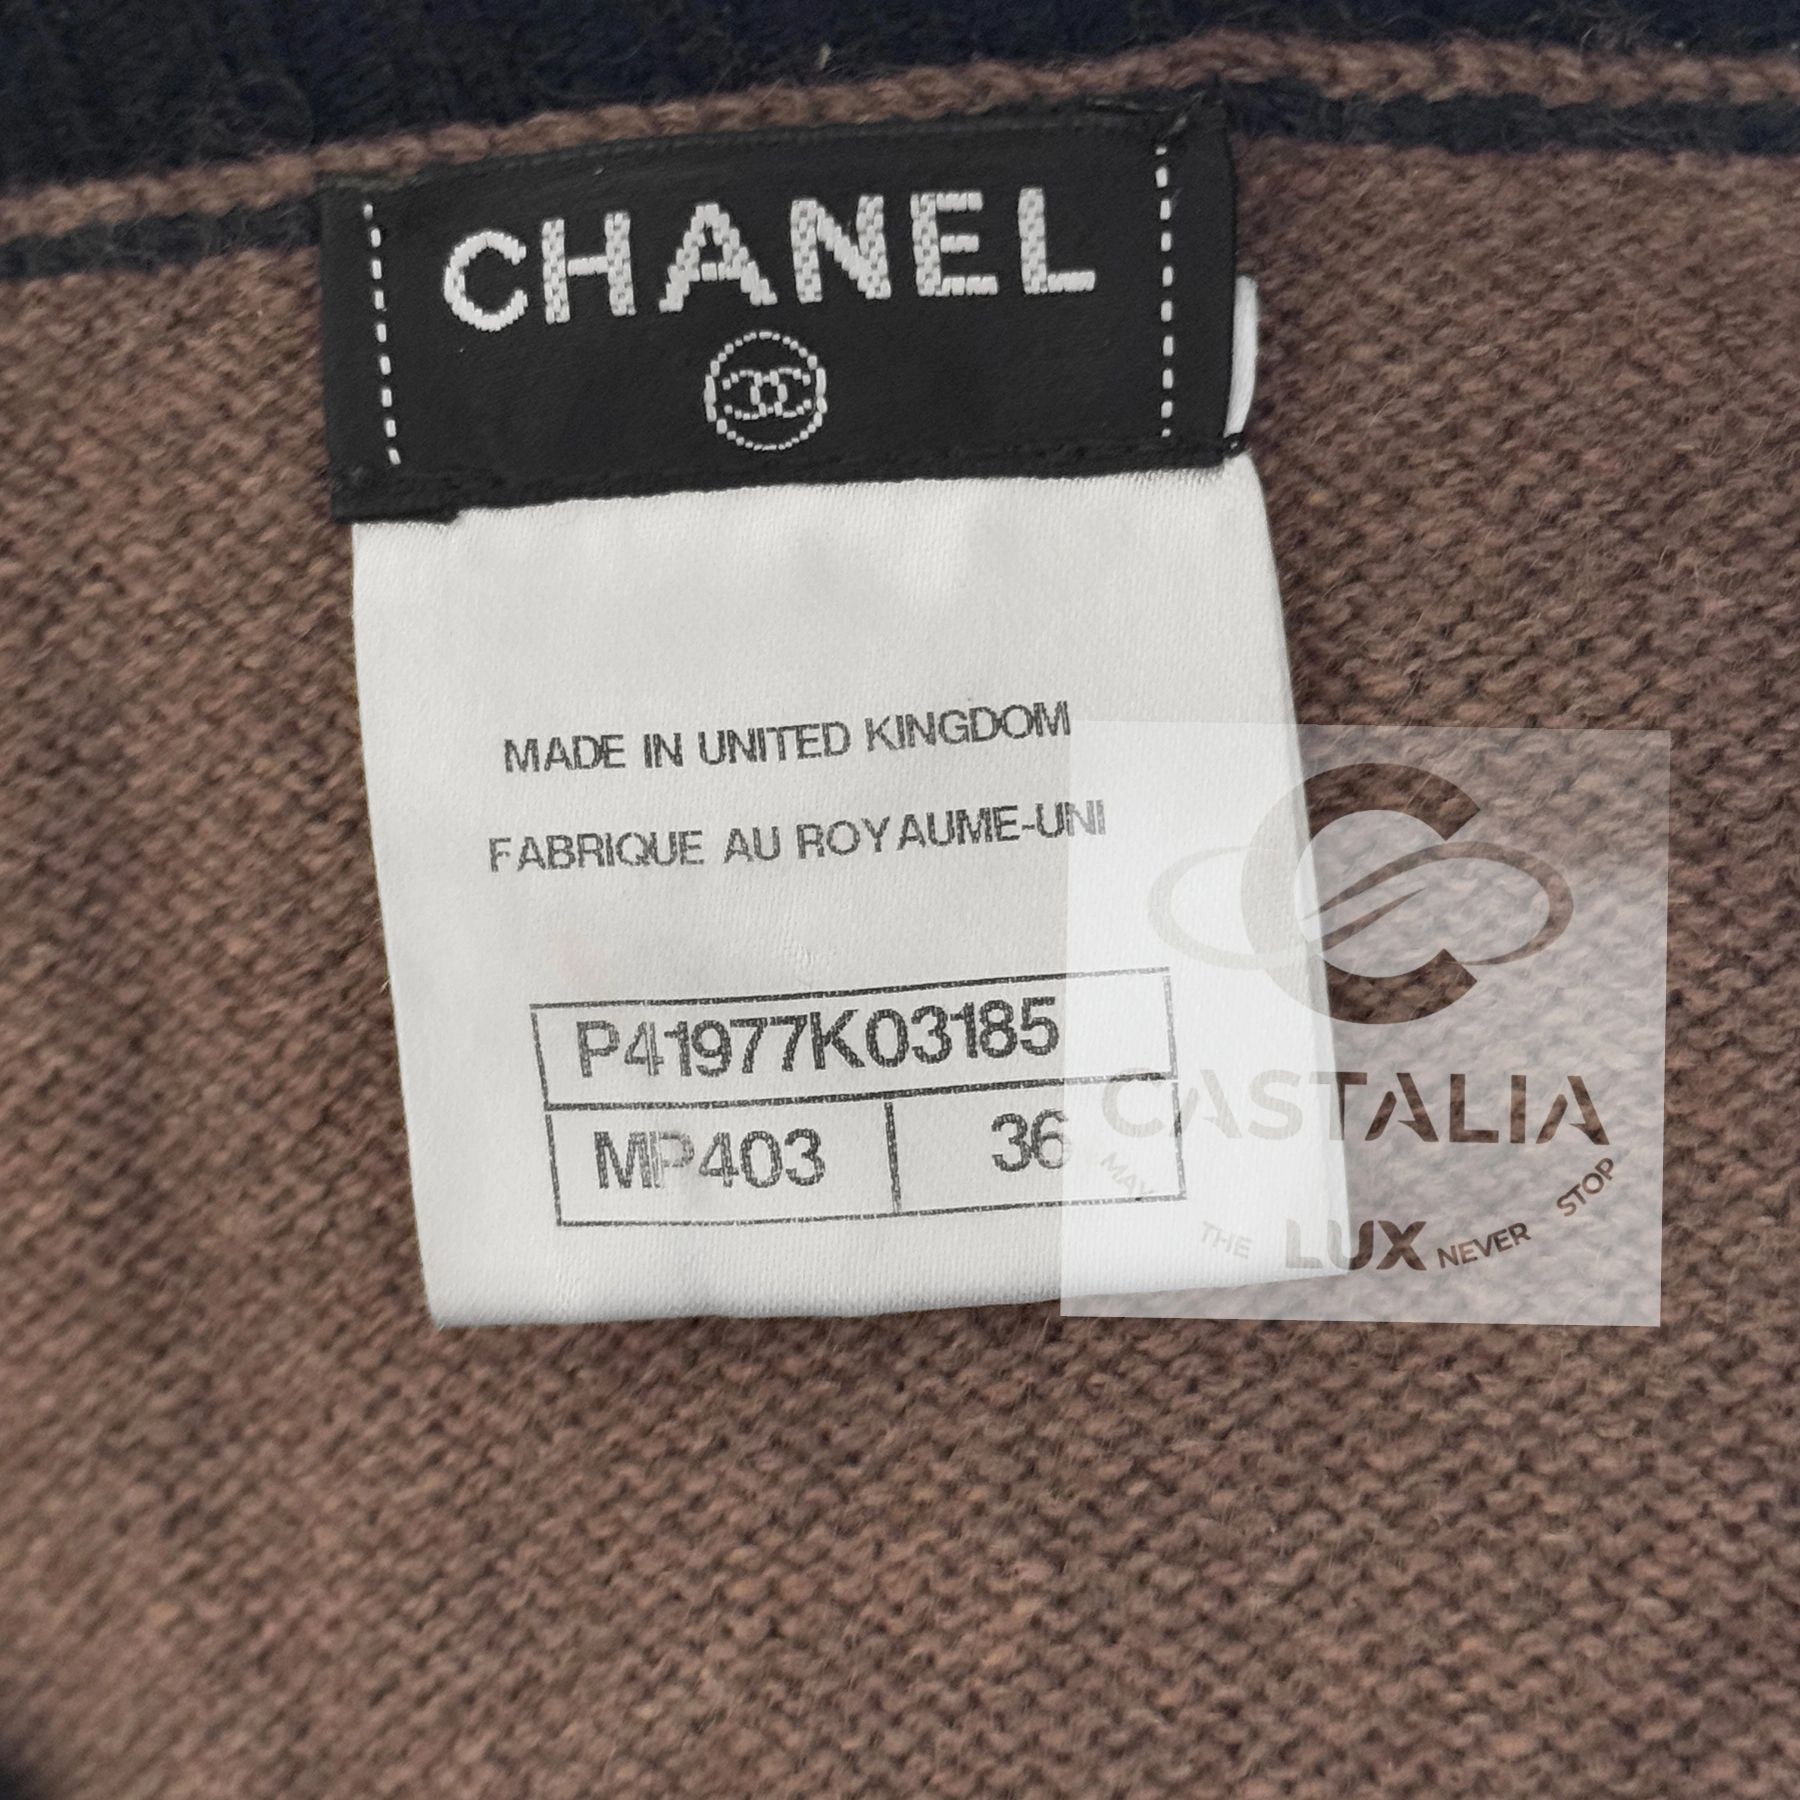 CHANEL
MADE IN UNITED KINGDOM
FABRIQUE AU ROYAUME-UNI
P41977K03185
MP403 36
CASTALIA
MAY THE LUX NEVER STOP